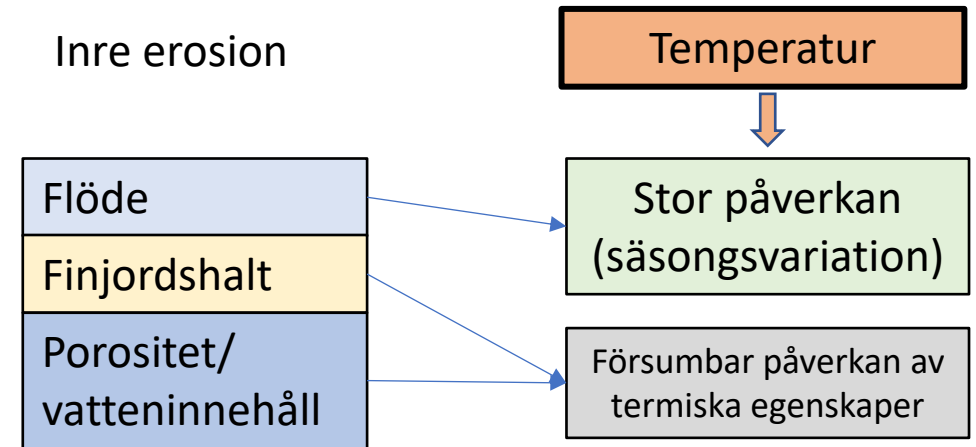 Inre erosion
Temperatur
Flöde
Finjordshalt
Porositet/
vatteninnehåll
Stor påverkan
(säsongsvariation)
Försumbar påverkan av
termiska egenskaper